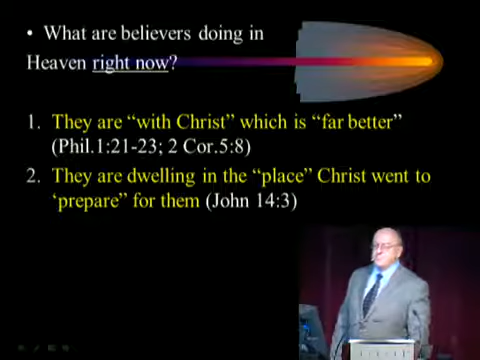 • What are believers doing in
Heaven right now?
1. They are “with Christ” which is “far better”
(Phil.1:21-23; 2 Cor.5:8)
2. They are dwelling in the “place” Christ went to
‘prepare” for them (John 14:3)